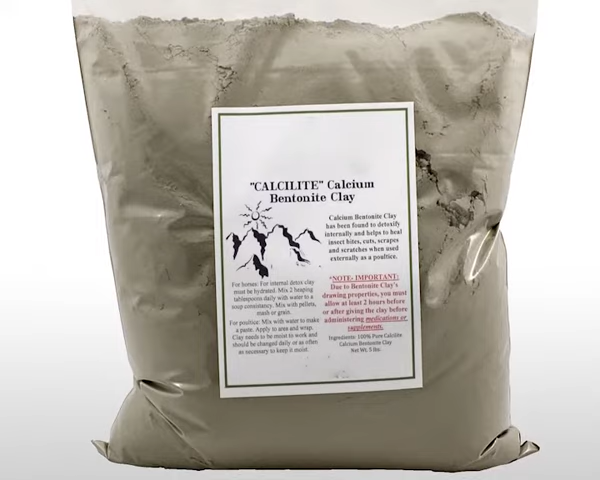 "CALCILITE" Calcium
Bentonite Clay
Calcium Bentonite Clay
has been found to detoxify
internally and helps to heal
insect bites, cuts, scrapes
and scratches when used
externally as a poultice.
For horses: For internal detox clay
must be hydrated. Mix 2 heaping
tablespoons daily with water to a
soup consistancy. Mix with pellets,
mash or grain.
For poultice: Mix with water to make
a paste. Apply to area and wrap.
Clay needs to be moist to work and
should be changed daily or as often
as necessary to keep it moist.
*NOTE- IMPORTANT:
Due to Bentonite Clay's
drawing properties, you must
allow at least 2 hours before
or after giving the clay before
administering medications or
supplements.
Ingredients: 100% Pure Calcilite
Calcium Bentonite Clay
Net Wt. 5 lbs.